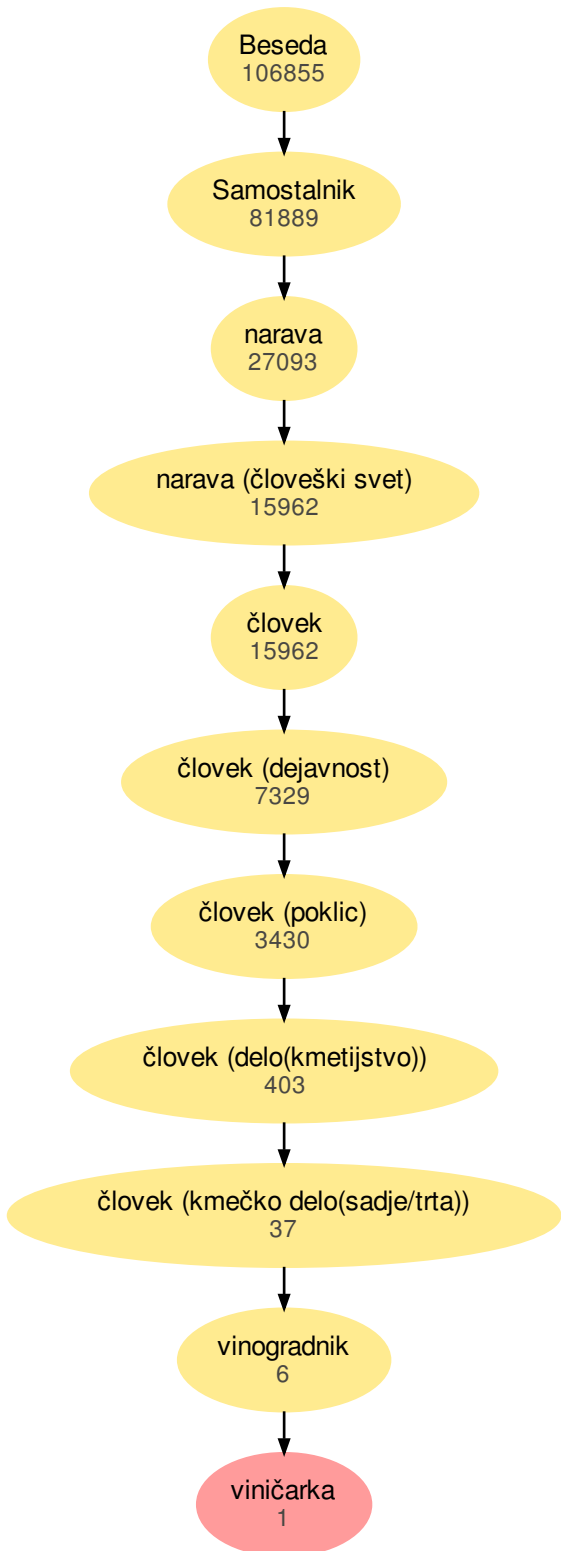 Beseda
106855
Samostalnik
81889
narava
27093
narava (človeški svet)
15962
človek
15962
človek (dejavnost)
7329
človek (poklic)
3430
človek (delo(kmetijstvo))
403
človek (kmečko delo(sadje/trta))
37
vinogradnik
6
viničarka
1